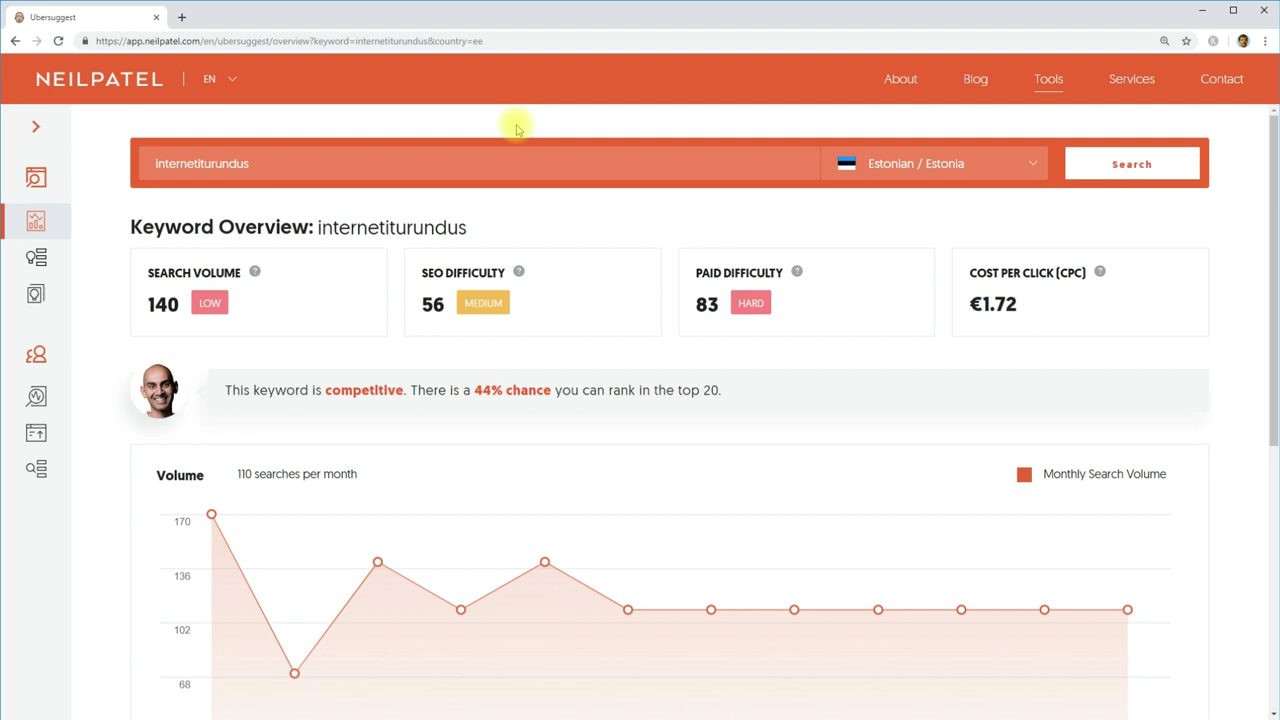 Ubersuggest
https://app.neilpatel.com/en/ubersuggest/overview?keyword=internetiturundus&country=ee
NEILPATEL
EN
About
Blog
Tools
Services
Contact
internetiturundus
Estonian / Estonia
Search
Keyword Overview: internetiturundus
SEARCH VOLUME ?
140 LOW
SEO DIFFICULTY ?
56 MEDIUM
PAID DIFFICULTY ?
83 HARD
COST PER CLICK (CPC) ?
€1.72
This keyword is competitive. There is a 44% chance you can rank in the top 20.
Volume 110 searches per month
Monthly Search Volume
170
136
102
68